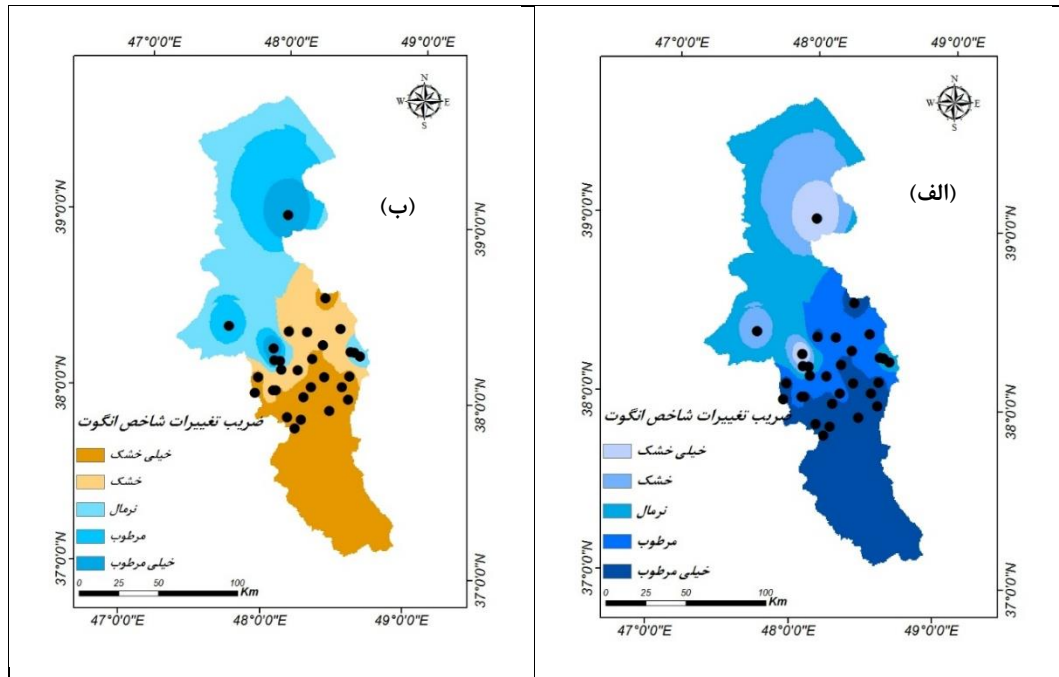 47°0'0"E 48°0'0"E 49°0'0"E
N
W E
S
(الف)
39°0'0"N
39°0'0"N
38°0'0"N
38°0'0"N
37°0'0"N
37°0'0"N
ضریب تغییرات شاخص انگوت
خیلی خشک
خشک
نرمال
مرطوب
خیلی مرطوب
0 25 50 100
Km
47°0'0"E 48°0'0"E 49°0'0"E
47°0'0"E 48°0'0"E 49°0'0"E
N
W E
S
(ب)
39°0'0"N
39°0'0"N
38°0'0"N
38°0'0"N
37°0'0"N
37°0'0"N
ضریب تغییرات شاخص انگوت
خیلی خشک
خشک
نرمال
مرطوب
خیلی مرطوب
0 25 50 100
Km
47°0'0"E 48°0'0"E 49°0'0"E